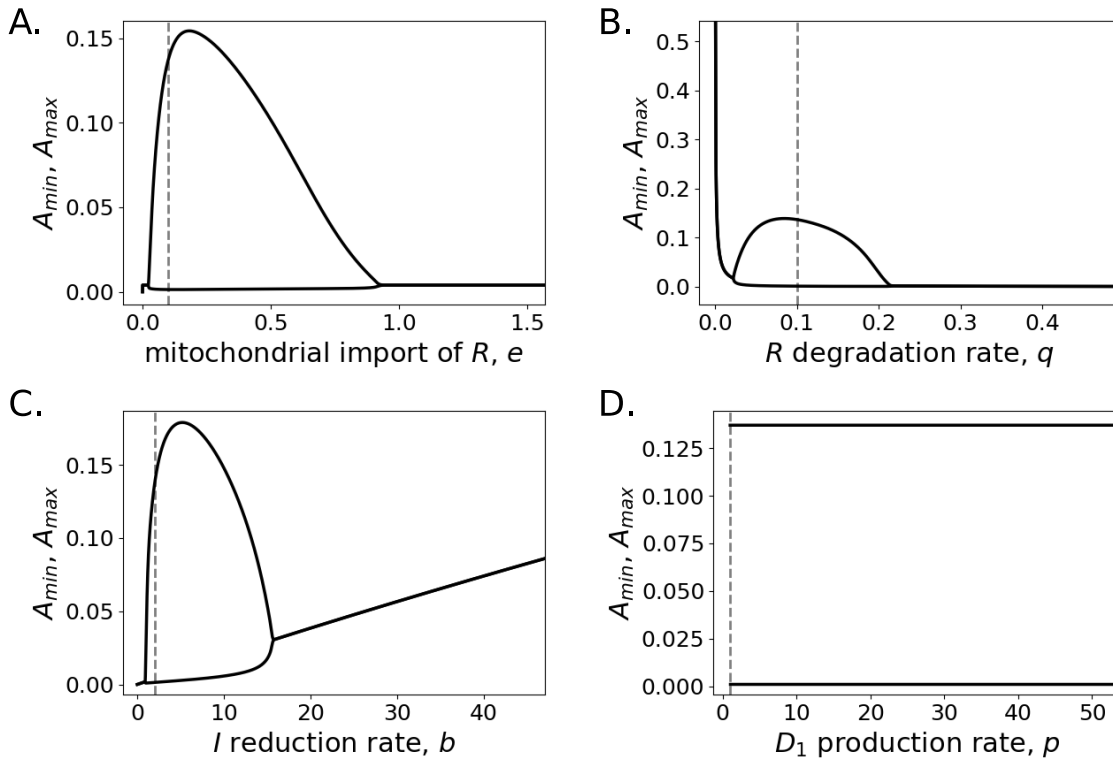 A.
A_min, A_max
0.15
0.10
0.05
0.00
0.0 0.5 1.0 1.5
mitochondrial import of R, e
B.
A_min, A_max
0.5
0.4
0.3
0.2
0.1
0.0
0.0 0.1 0.2 0.4
R degradation rate, q
C.
A_min, A_max
0.15
0.10
0.05
0.00
0 10 20 30 40
I reduction rate, b
D.
A_min, A_max
0.125
0.100
0.075
0.050
0.025
0.000
0 10 20 30 40 50
D_1 production rate, p